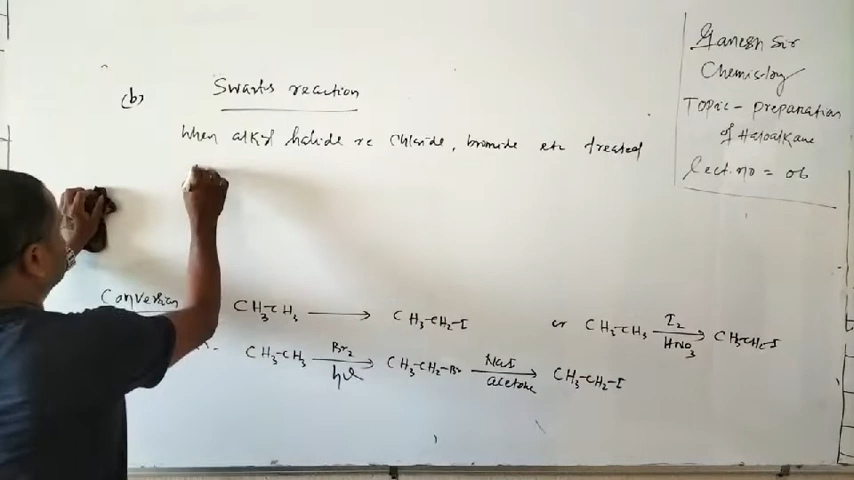 Ganesh Sir
Chemistry
Topic - preparation
of Haloalkane
Lect. no = 06
(b) Swarts reaction
When alkyl halide ie Chloride, bromide etc treated
Conversion CH3-CH3 → CH3-CH2-I or CH3-CH3 I2 HNO3 → CH3-CH2-I
CH3-CH3 Br2 hν → CH3-CH2-Br NaI acetone → CH3-CH2-I